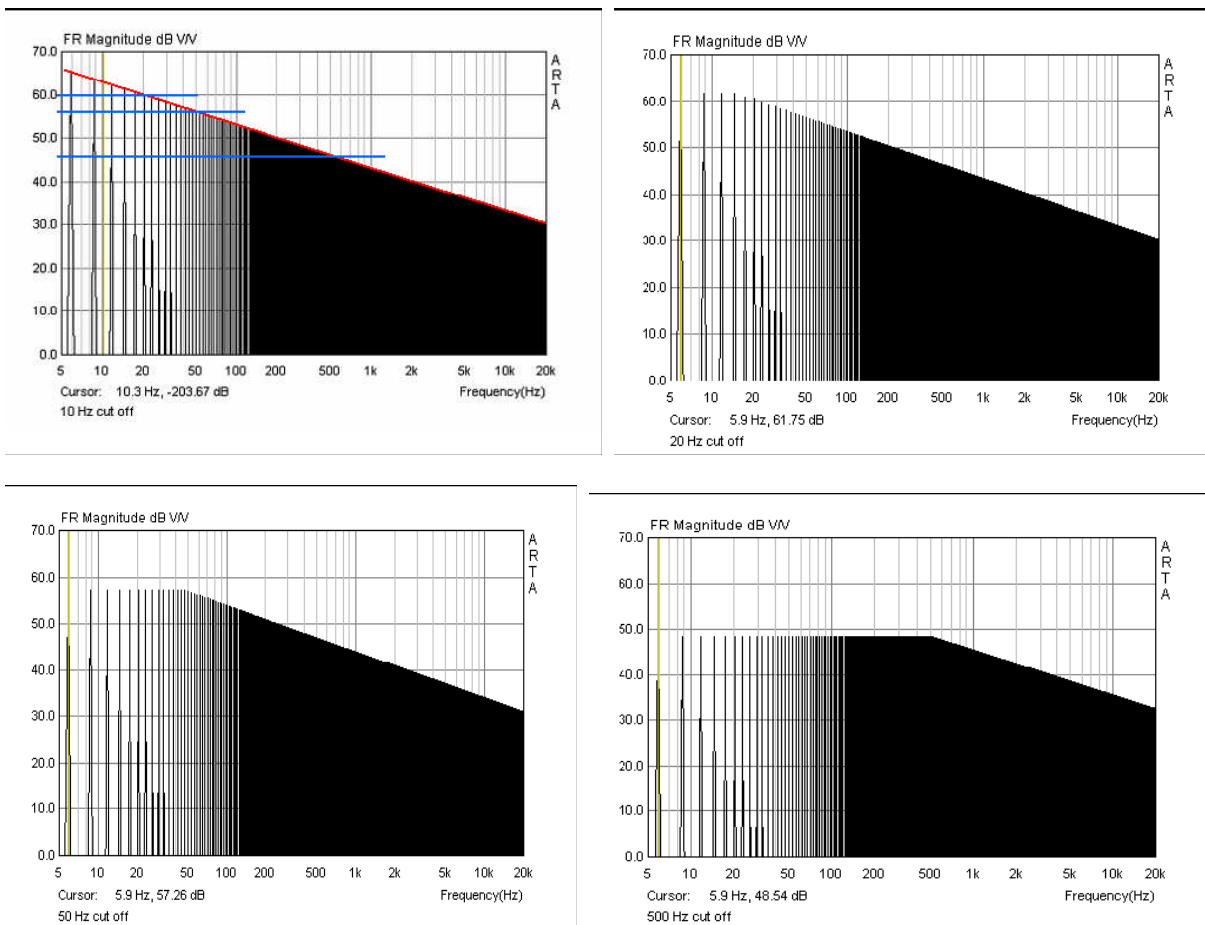 FR Magnitude dB V/V
70.0
60.0
50.0
40.0
30.0
20.0
10.0
0.0
A
R
T
A
5 10 20 50 100 200 500 1k 2k 5k 10k 20k
Cursor: 10.3 Hz, -203.67 dB
Frequency(Hz)
10 Hz cut off
FR Magnitude dB V/V
70.0
60.0
50.0
40.0
30.0
20.0
10.0
0.0
A
R
T
A
5 10 20 50 100 200 500 1k 2k 5k 10k 20k
Cursor: 5.9 Hz, 61.75 dB
Frequency(Hz)
20 Hz cut off
FR Magnitude dB V/V
70.0
60.0
50.0
40.0
30.0
20.0
10.0
0.0
A
R
T
A
5 10 20 50 100 200 500 1k 2k 5k 10k 20k
Cursor: 5.9 Hz, 57.26 dB
Frequency(Hz)
50 Hz cut off
FR Magnitude dB V/V
70.0
60.0
50.0
40.0
30.0
20.0
10.0
0.0
A
R
T
A
5 10 20 50 100 200 500 1k 2k 5k 10k 20k
Cursor: 5.9 Hz, 48.54 dB
Frequency(Hz)
500 Hz cut off